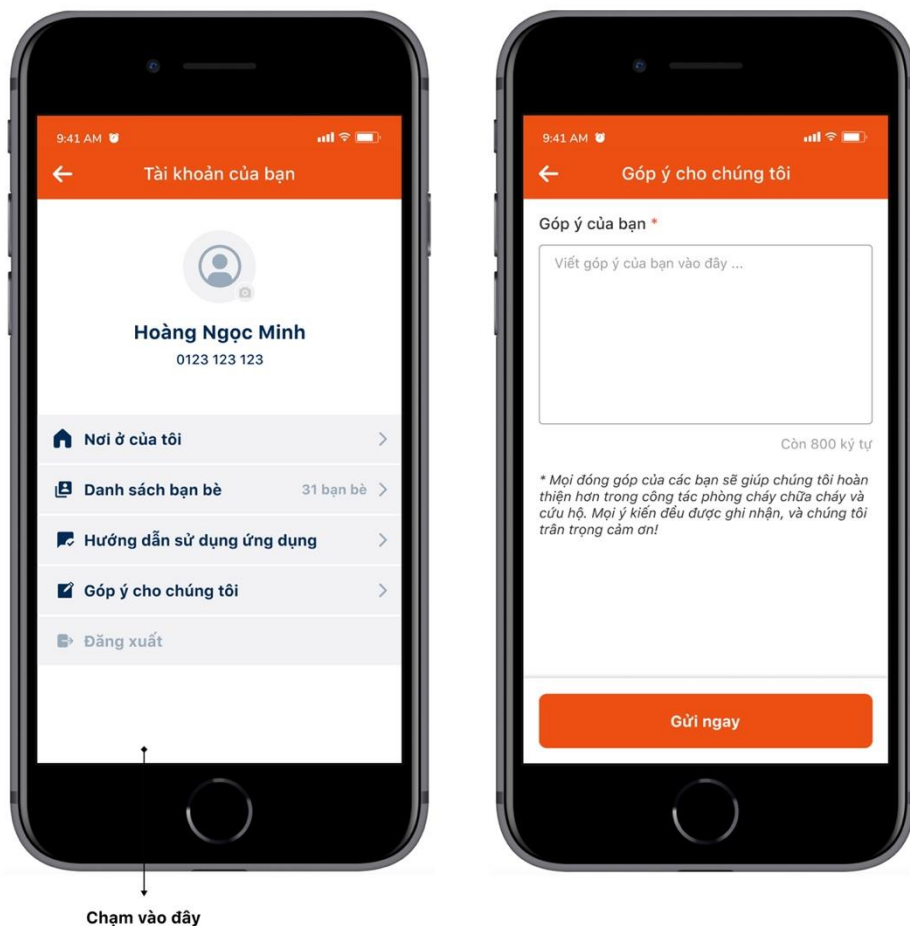 9:41 AM
Tài khoản của bạn
Hoàng Ngọc Minh
0123 123 123
Nơi ở của tôi
Danh sách bạn bè 31 bạn bè
Hướng dẫn sử dụng ứng dụng
Góp ý cho chúng tôi
Đăng xuất
Chạm vào đây
9:41 AM
Góp ý cho chúng tôi
Góp ý của bạn *
Viết góp ý của bạn vào đây ...
Còn 800 ký tự
* Mọi đóng góp của các bạn sẽ giúp chúng tôi hoàn
thiện hơn trong công tác phòng cháy chữa cháy và
cứu hộ. Mọi ý kiến đều được ghi nhận, và chúng tôi
trân trọng cảm ơn!
Gửi ngay